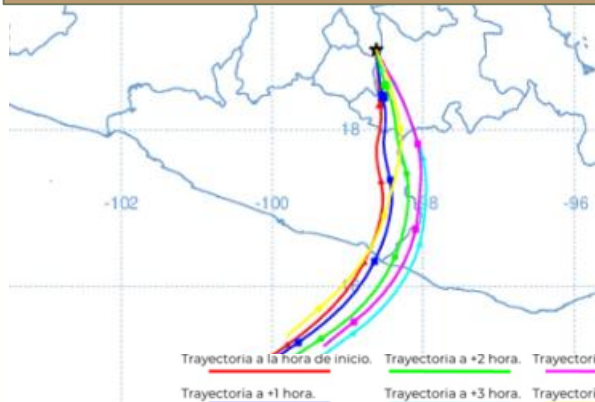 18
-102 -100 -98 -96
Trayectoria a la hora de inicio. Trayectoria a +2 hora.
Trayectoria a +1 hora. Trayectoria a +3 hora.